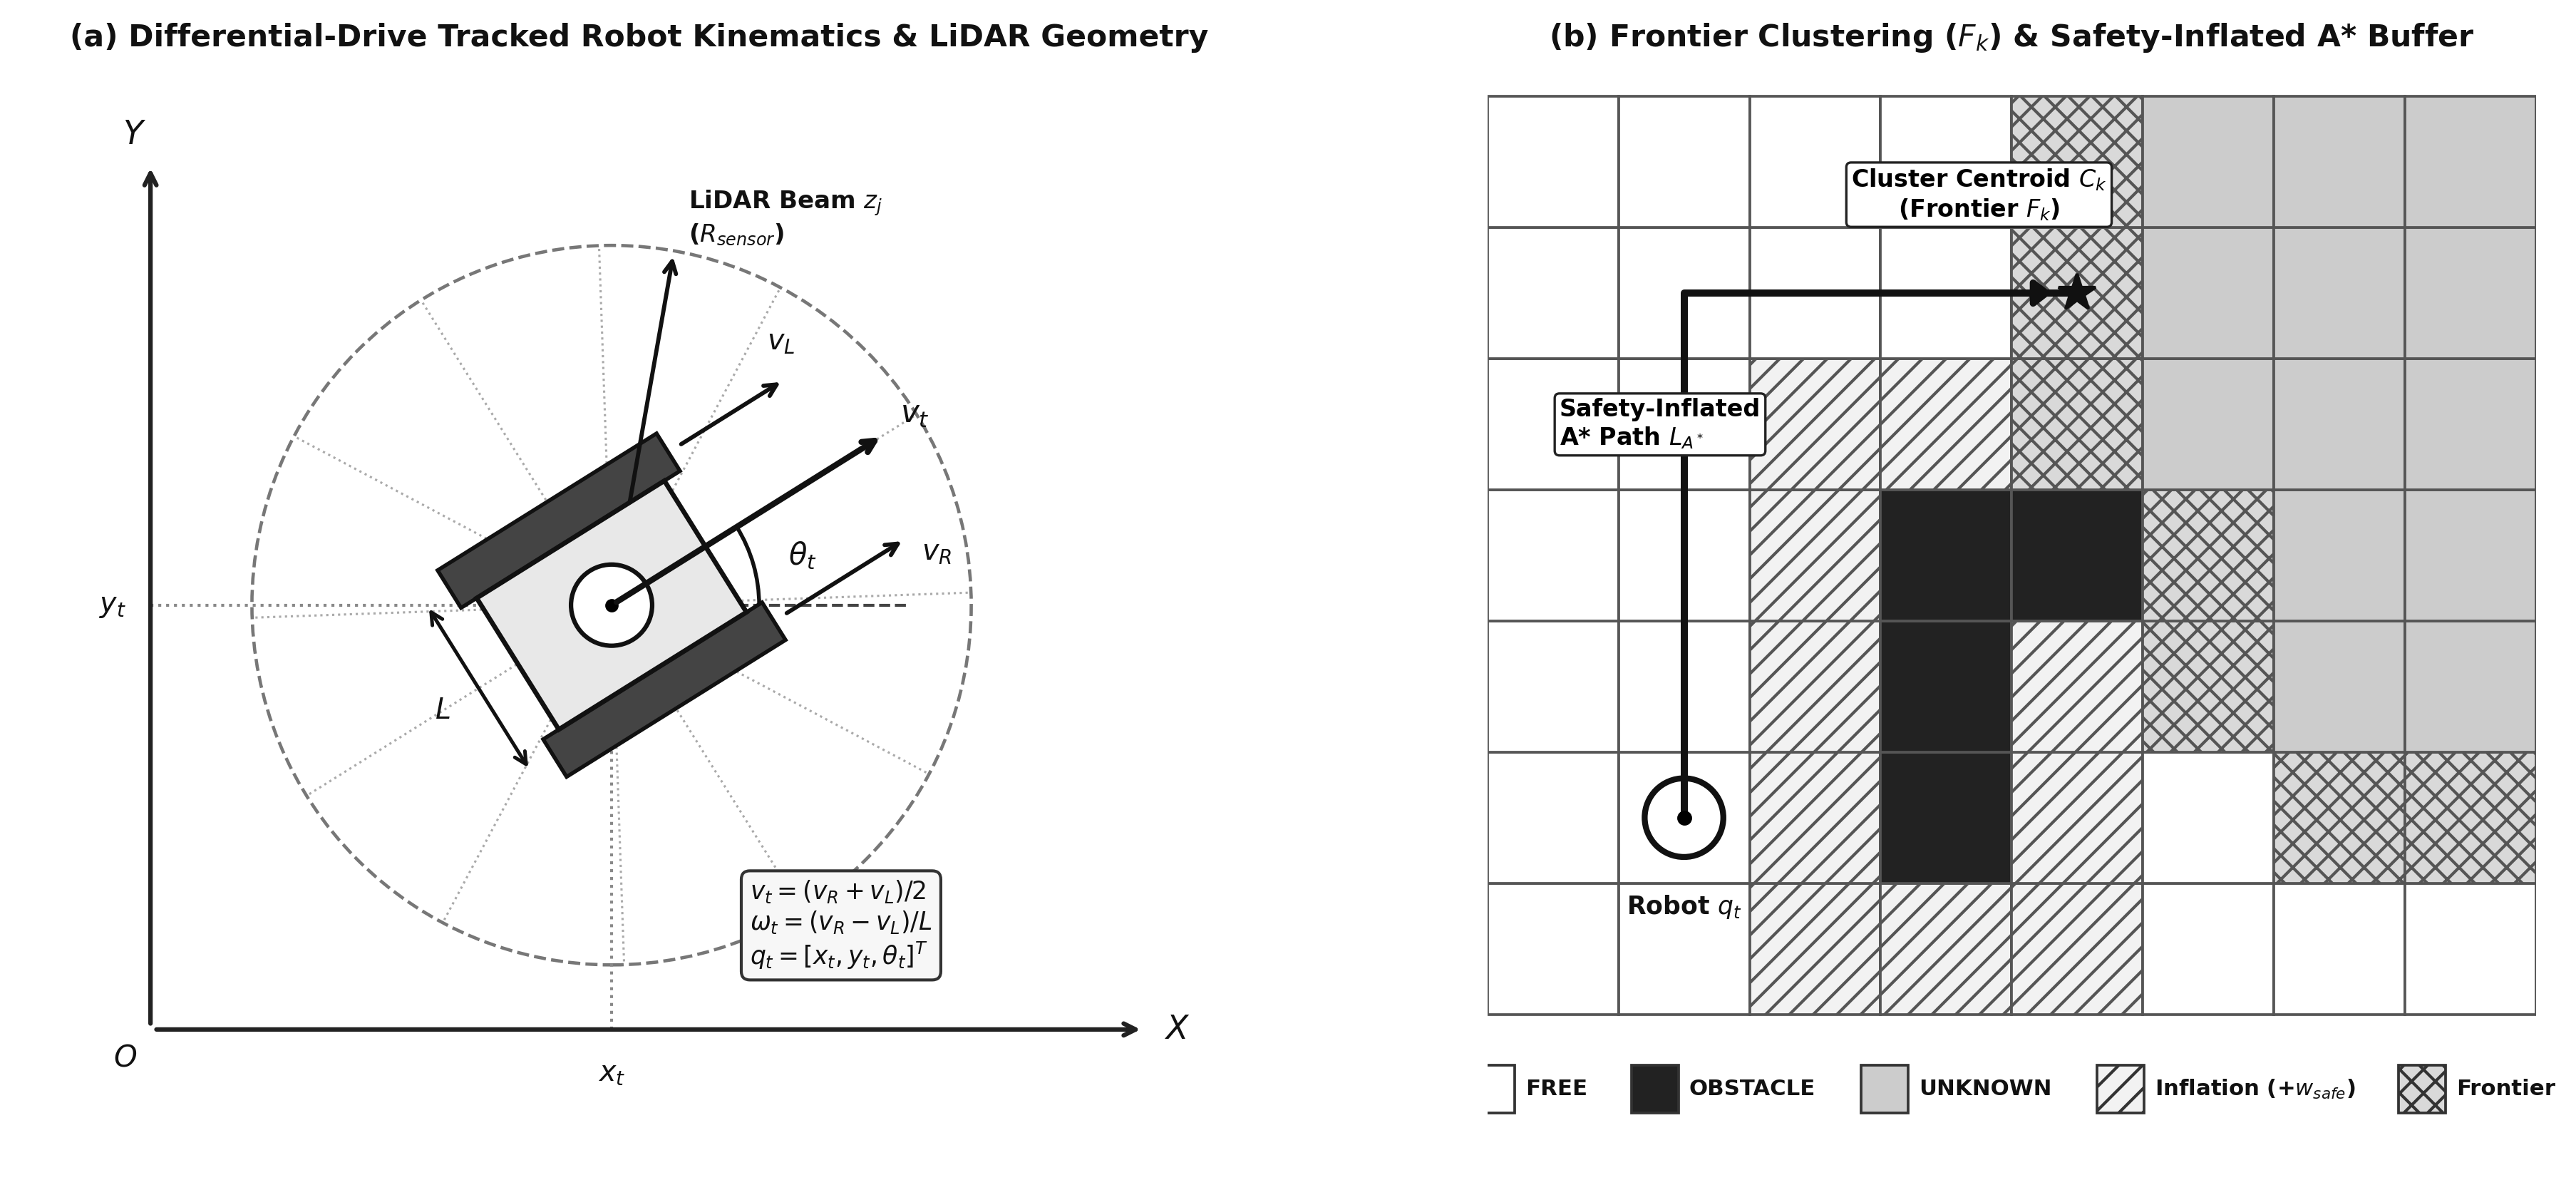 (a) Differential-Drive Tracked Robot Kinematics & LiDAR Geometry
Y
LiDAR Beam z_j
(R_sensor)
v_L
v_t
θ_t
v_R
y_t
L
v_t = (v_R + v_L)/2
ω_t = (v_R − v_L)/L
q_t = [x_t, y_t, θ_t]^T
X
O
x_t
(b) Frontier Clustering (F_k) & Safety-Inflated A* Buffer
Cluster Centroid C_k
(Frontier F_k)
Safety-Inflated
A* Path L_A*
Robot q_t
FREE
OBSTACLE
UNKNOWN
Inflation (+w_safe)
Frontier